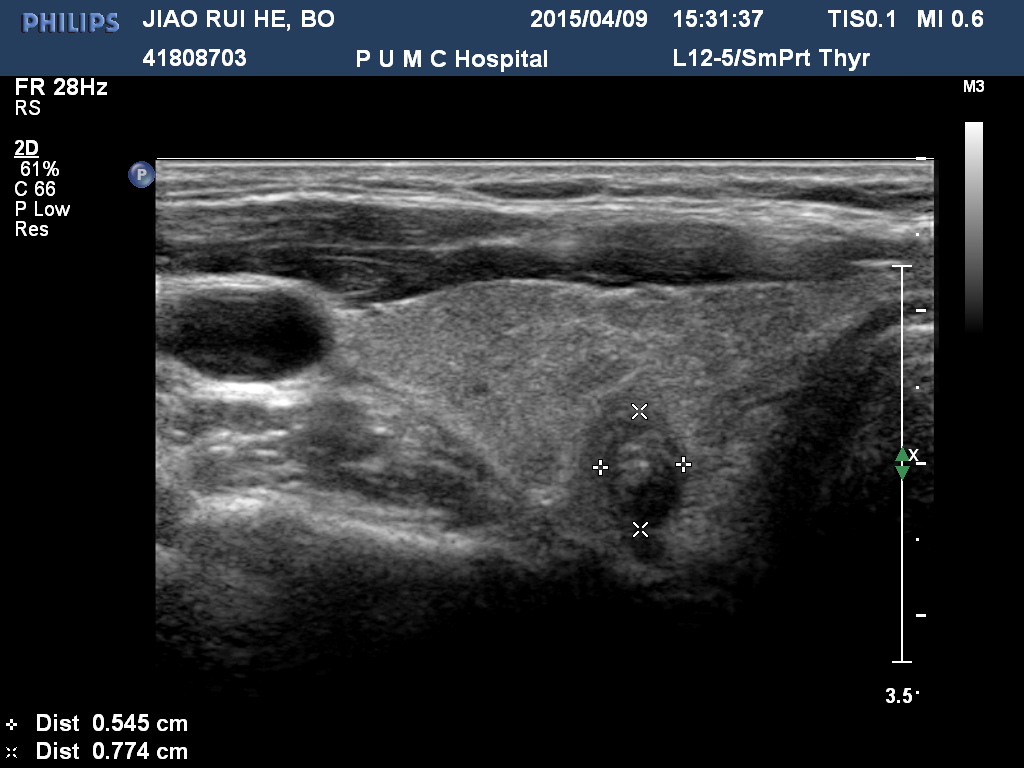 PHILIPS
JIAO RUI HE, BO
2015/04/09 15:31:37
TIS0.1 MI 0.6
41808703
P U M C Hospital
L12-5/SmPrt Thyr
FR 28Hz
RS
M3
2D
61%
C 66
P Low
Res
P
X
3.5
Dist 0.545 cm
Dist 0.774 cm